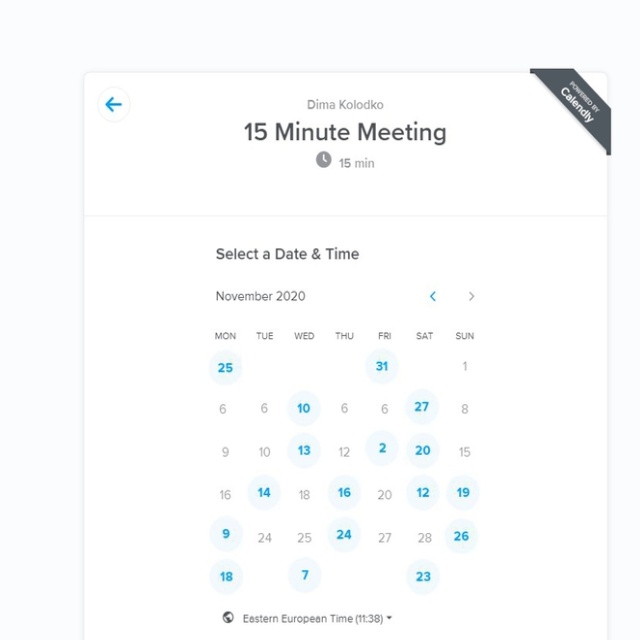 POWERED BY
Calendly
Dima Kolodko
15 Minute Meeting
15 min
Select a Date & Time
November 2020
MON TUE WED THU FRI SAT SUN
25 31 1
6 6 10 6 6 27 8
9 10 13 12 2 20 15
16 14 18 16 20 12 19
9 24 25 24 27 28 26
18 7 23
Eastern European Time (11:38)